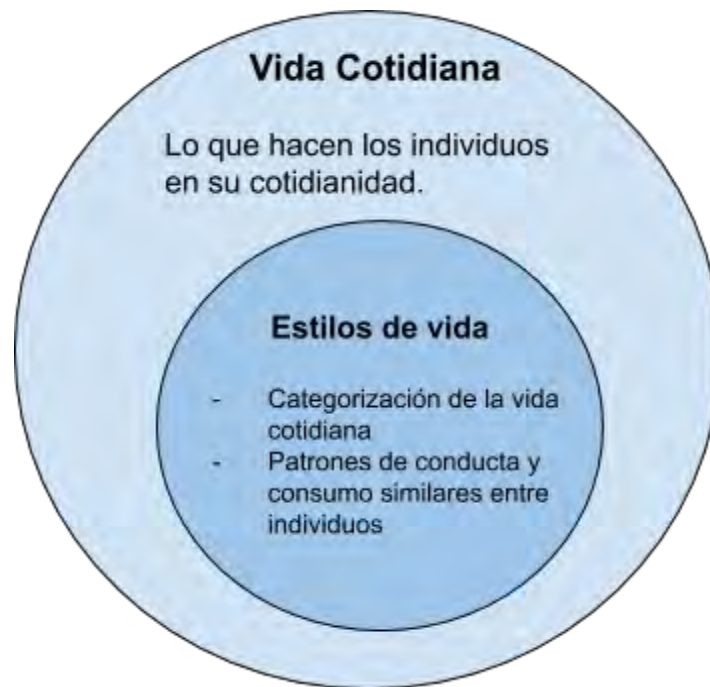 Vida Cotidiana
Lo que hacen los individuos
en su cotidianidad.
Estilos de vida
- Categorización de la vida
cotidiana
- Patrones de conducta y
consumo similares entre
individuos